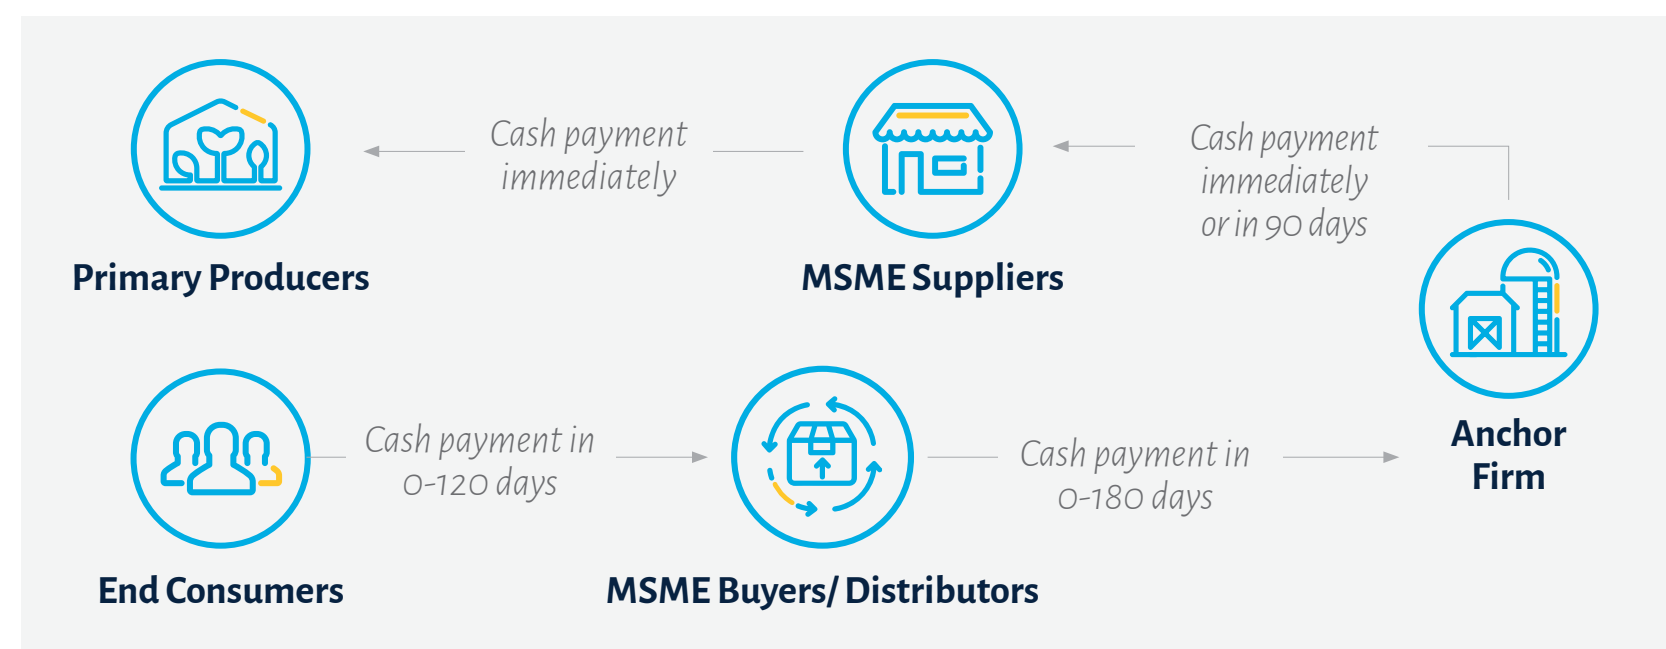 Cash payment
immediately
Cash payment
immediately
or in 90 days
Primary Producers
MSME Suppliers
Anchor
Firm
Cash payment in
0-120 days
Cash payment in
0-180 days
End Consumers
MSME Buyers/ Distributors